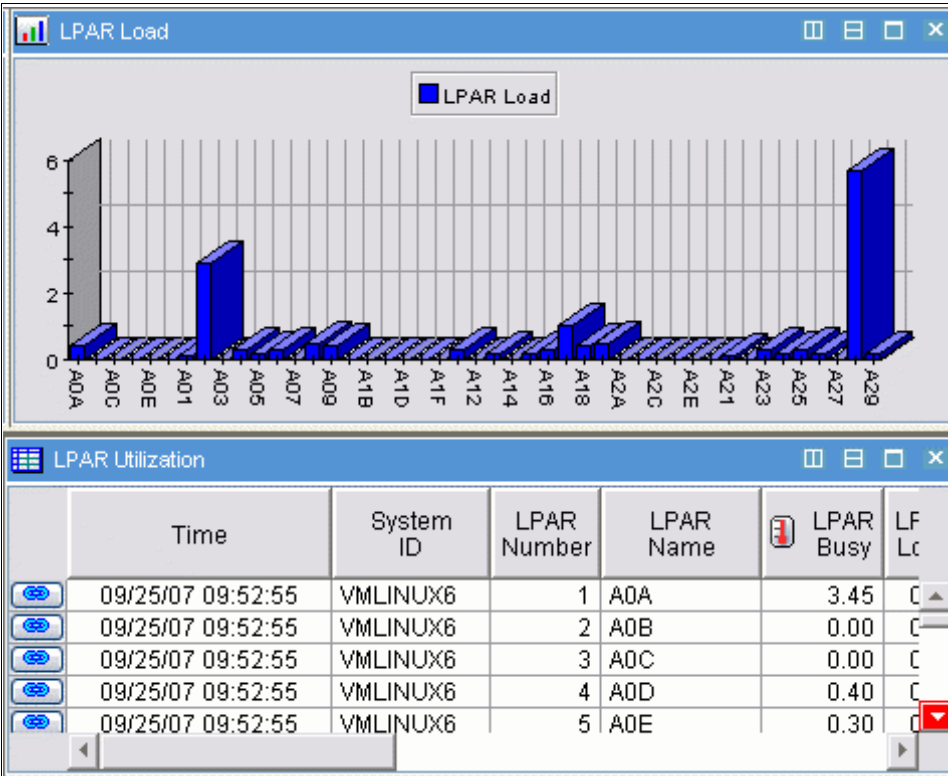 LPAR Load
LPAR Load
6
4
2
0
A0A A0C A0E A01 A03 A05 A07 A09 A1B A1D A1F A12 A14 A16 A18 A2A A2C A2E A21 A23 A25 A27 A29
LPAR Utilization
Time System ID LPAR Number LPAR Name LPAR Busy
09/25/07 09:52:55 VMLINUX6 1 A0A 3.45
09/25/07 09:52:55 VMLINUX6 2 A0B 0.00
09/25/07 09:52:55 VMLINUX6 3 A0C 0.00
09/25/07 09:52:55 VMLINUX6 4 A0D 0.40
09/25/07 09:52:55 VMLINUX6 5 A0E 0.30